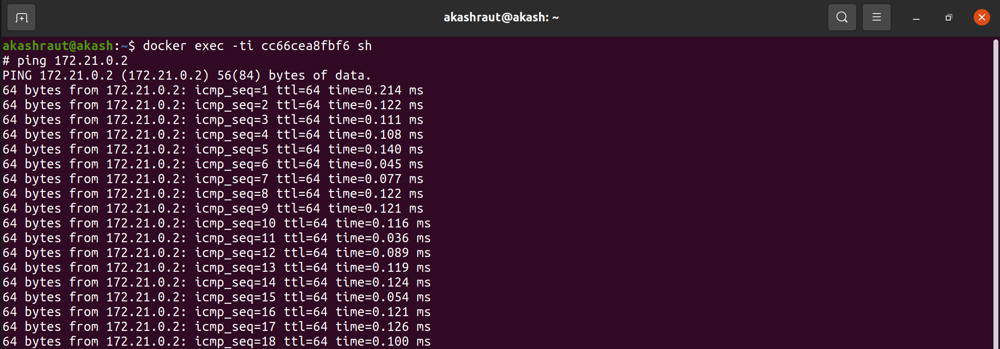 akashraut@akash: ~
akashraut@akash:~$ docker exec -ti cc66cea8fbf6 sh
# ping 172.21.0.2
PING 172.21.0.2 (172.21.0.2) 56(84) bytes of data.
64 bytes from 172.21.0.2: icmp_seq=1 ttl=64 time=0.214 ms
64 bytes from 172.21.0.2: icmp_seq=2 ttl=64 time=0.122 ms
64 bytes from 172.21.0.2: icmp_seq=3 ttl=64 time=0.111 ms
64 bytes from 172.21.0.2: icmp_seq=4 ttl=64 time=0.108 ms
64 bytes from 172.21.0.2: icmp_seq=5 ttl=64 time=0.140 ms
64 bytes from 172.21.0.2: icmp_seq=6 ttl=64 time=0.045 ms
64 bytes from 172.21.0.2: icmp_seq=7 ttl=64 time=0.077 ms
64 bytes from 172.21.0.2: icmp_seq=8 ttl=64 time=0.122 ms
64 bytes from 172.21.0.2: icmp_seq=9 ttl=64 time=0.121 ms
64 bytes from 172.21.0.2: icmp_seq=10 ttl=64 time=0.116 ms
64 bytes from 172.21.0.2: icmp_seq=11 ttl=64 time=0.036 ms
64 bytes from 172.21.0.2: icmp_seq=12 ttl=64 time=0.089 ms
64 bytes from 172.21.0.2: icmp_seq=13 ttl=64 time=0.119 ms
64 bytes from 172.21.0.2: icmp_seq=14 ttl=64 time=0.124 ms
64 bytes from 172.21.0.2: icmp_seq=15 ttl=64 time=0.054 ms
64 bytes from 172.21.0.2: icmp_seq=16 ttl=64 time=0.121 ms
64 bytes from 172.21.0.2: icmp_seq=17 ttl=64 time=0.126 ms
64 bytes from 172.21.0.2: icmp_seq=18 ttl=64 time=0.100 ms